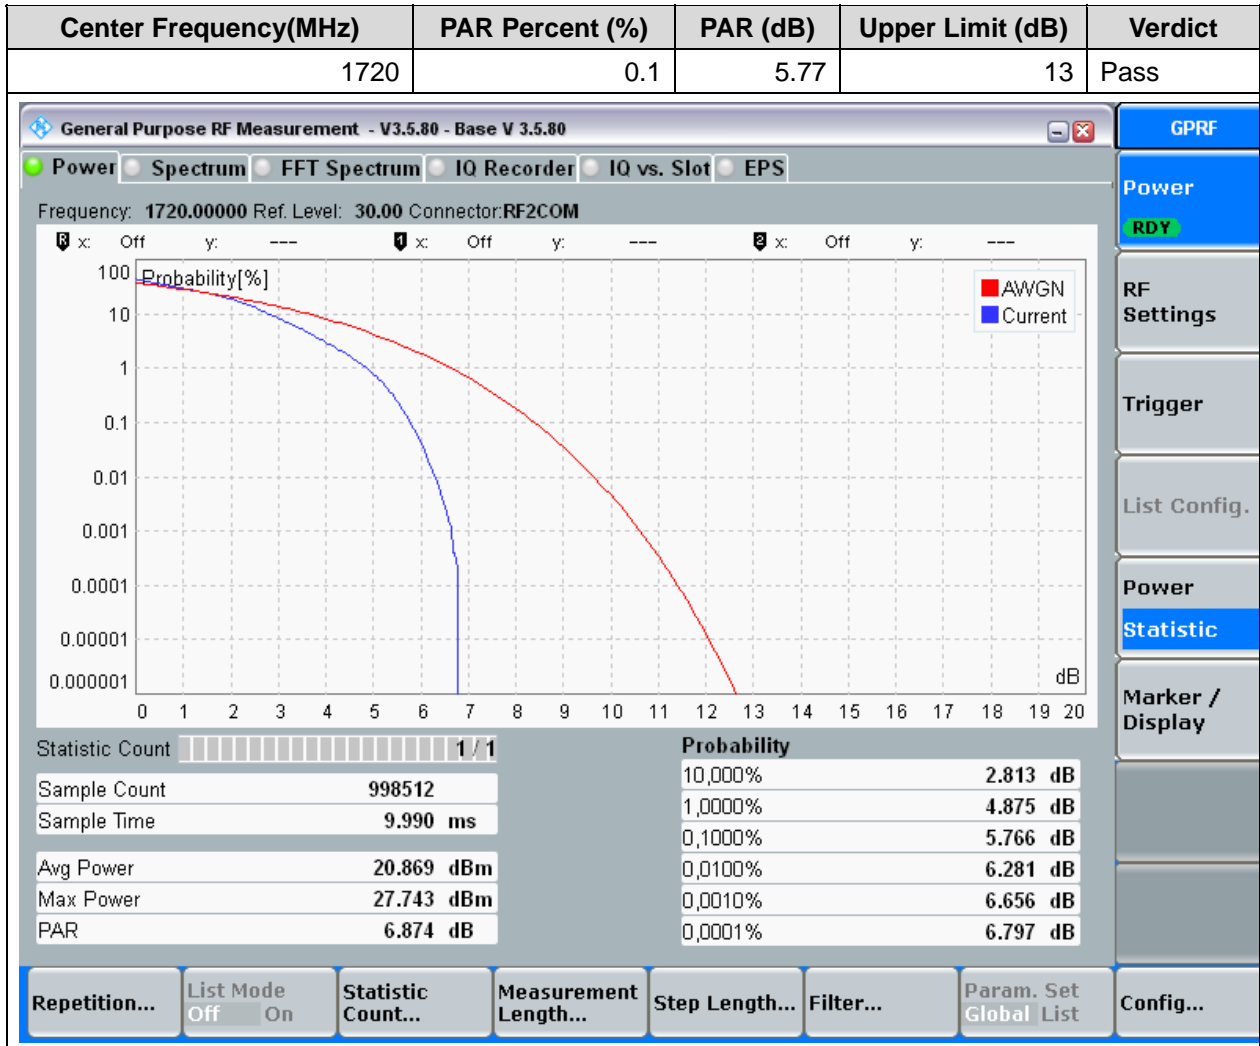 Center Frequency(MHz) PAR Percent (%) PAR (dB) Upper Limit (dB) Verdict
1720 0.1 5.77 13 Pass
General Purpose RF Measurement - V3.5.80 - Base V 3.5.80
GPRF
Power Spectrum FFT Spectrum IQ Recorder IQ vs. Slot EPS
Frequency: 1720.00000 Ref. Level: 30.00 Connector:RF2COM
R x: Off y: --- 1 x: Off y: --- 2 x: Off y: ---
Probability[%]
AWGN
Current
100
10
1
0.1
0.01
0.001
0.0001
0.00001
0.000001
dB
0 1 2 3 4 5 6 7 8 9 10 11 12 13 14 15 16 17 18 19 20
Statistic Count 1 / 1
Sample Count 998512
Sample Time 9.990 ms
Avg Power 20.869 dBm
Max Power 27.743 dBm
PAR 6.874 dB
Probability
10,000% 2.813 dB
1,0000% 4.875 dB
0,1000% 5.766 dB
0,0100% 6.281 dB
0,0010% 6.656 dB
0,0001% 6.797 dB
Power
RDY
RF
Settings
Trigger
List Config.
Power
Statistic
Marker /
Display
Repetition...
List Mode
Off On
Statistic
Count...
Measurement
Length...
Step Length...
Filter...
Param. Set
Global List
Config...